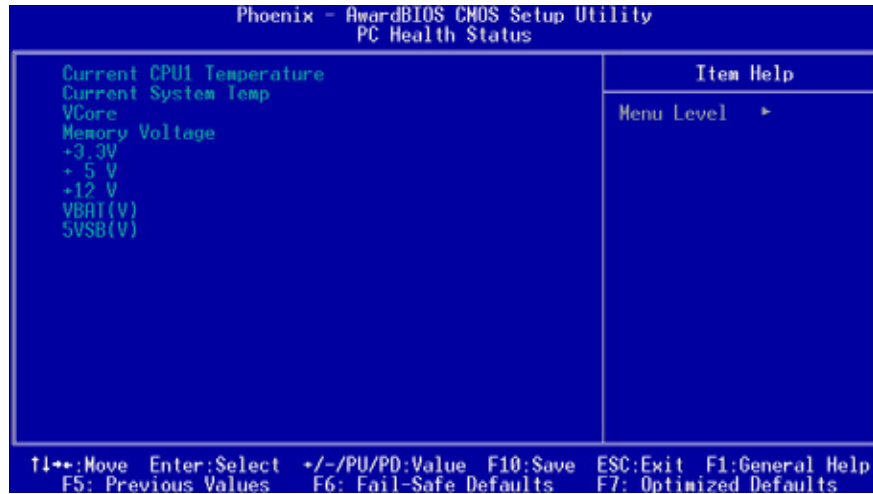 Phoenix - AwardBIOS CMOS Setup Utility
PC Health Status
Current CPU1 Temperature
Current System Temp
VCore
Memory Voltage
+3.3V
+ 5 V
+12 V
VBAT(V)
5VSB(V)
Item Help
Menu Level ►
↑↓→←:Move Enter:Select +/-/PU/PD:Value F10:Save ESC:Exit F1:General Help
F5: Previous Values F6: Fail-Safe Defaults F7: Optimized Defaults